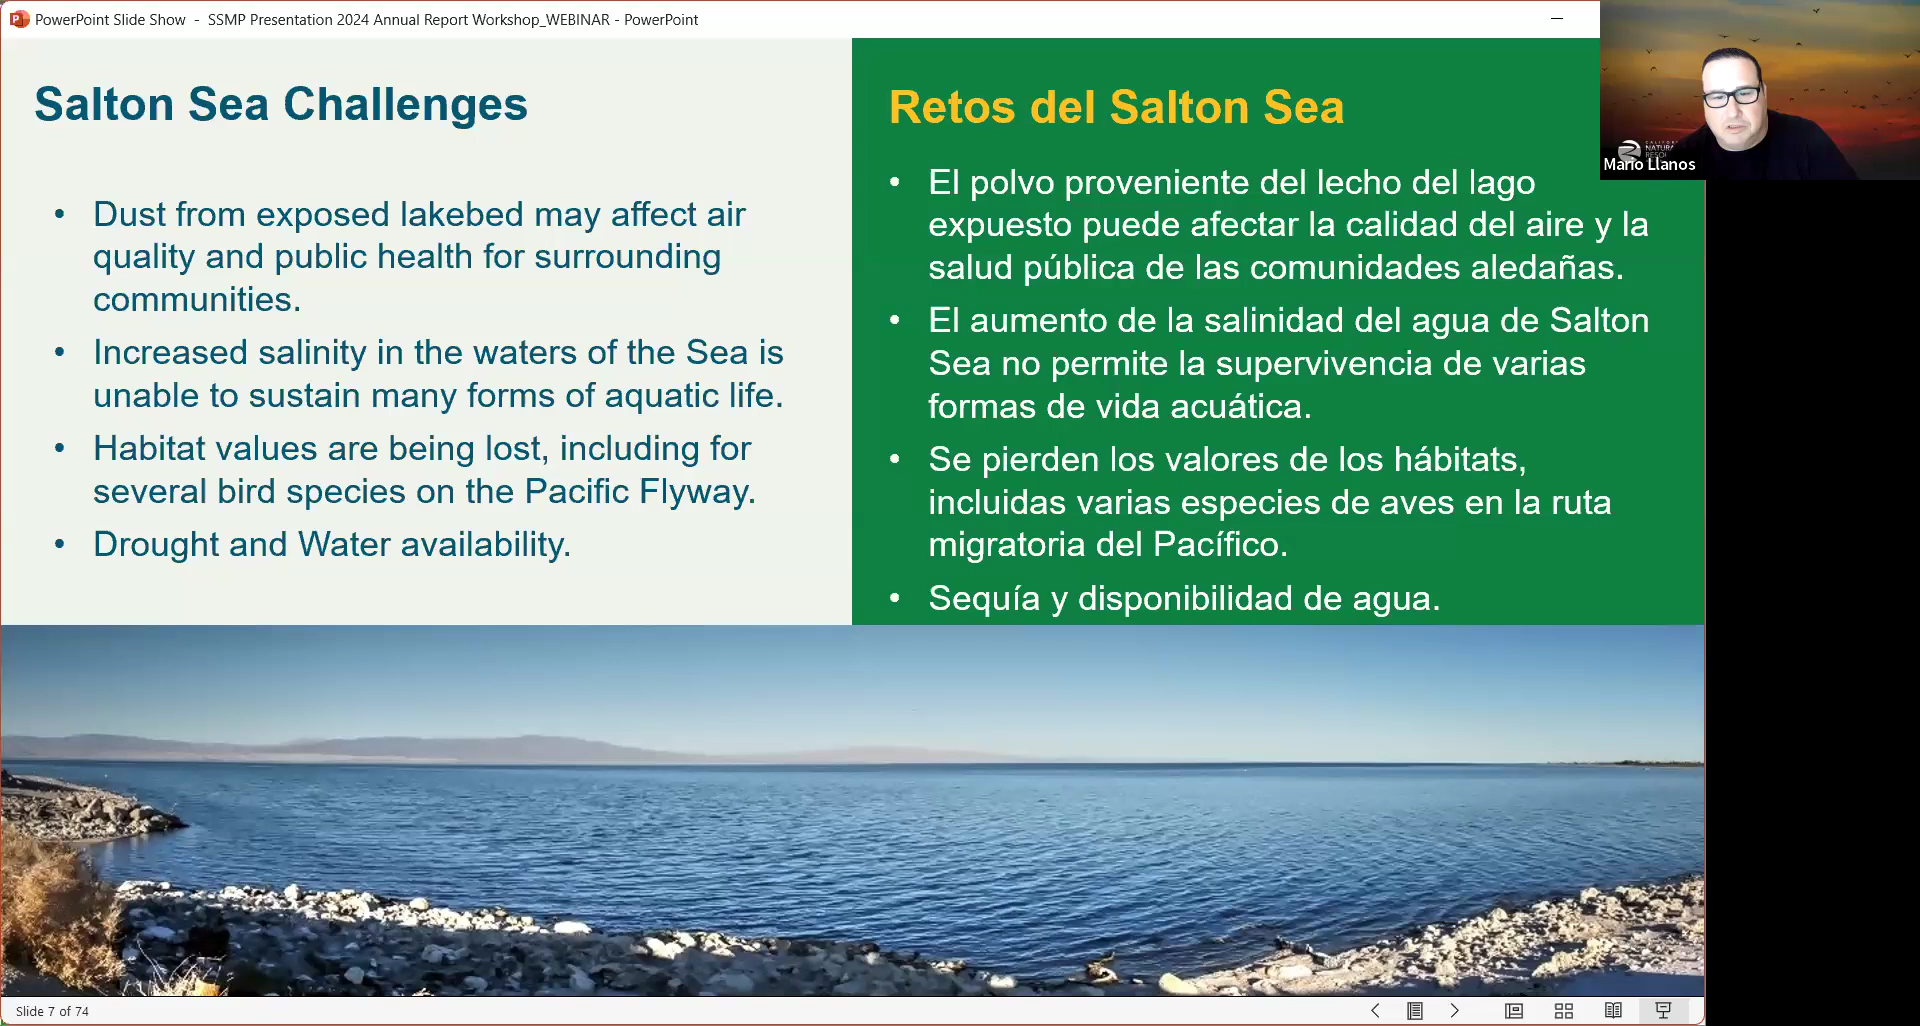 PowerPoint Slide Show - SSMP Presentation 2024 Annual Report Workshop_WEBINAR - PowerPoint
Salton Sea Challenges
• Dust from exposed lakebed may affect air
quality and public health for surrounding
communities.
• Increased salinity in the waters of the Sea is
unable to sustain many forms of aquatic life.
• Habitat values are being lost, including for
several bird species on the Pacific Flyway.
• Drought and Water availability.
Retos del Salton Sea
• El polvo proveniente del lecho del lago
expuesto puede afectar la calidad del aire y la
salud pública de las comunidades aledañas.
• El aumento de la salinidad del agua de Salton
Sea no permite la supervivencia de varias
formas de vida acuática.
• Se pierden los valores de los hábitats,
incluidas varias especies de aves en la ruta
migratoria del Pacífico.
• Sequía y disponibilidad de agua.
Mario Llanos
Slide 7 of 74